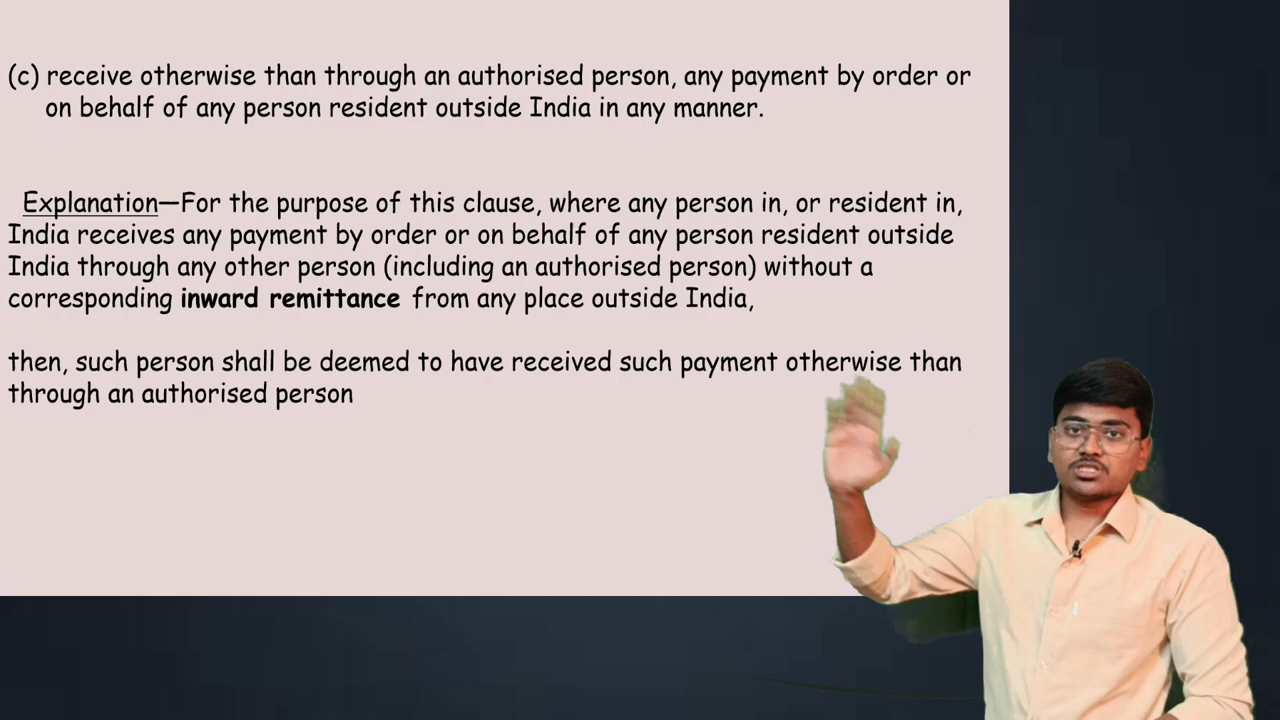 (c) receive otherwise than through an authorised person, any payment by order or
on behalf of any person resident outside India in any manner.
Explanation—For the purpose of this clause, where any person in, or resident in,
India receives any payment by order or on behalf of any person resident outside
India through any other person (including an authorised person) without a
corresponding inward remittance from any place outside India,
then, such person shall be deemed to have received such payment otherwise than
through an authorised person